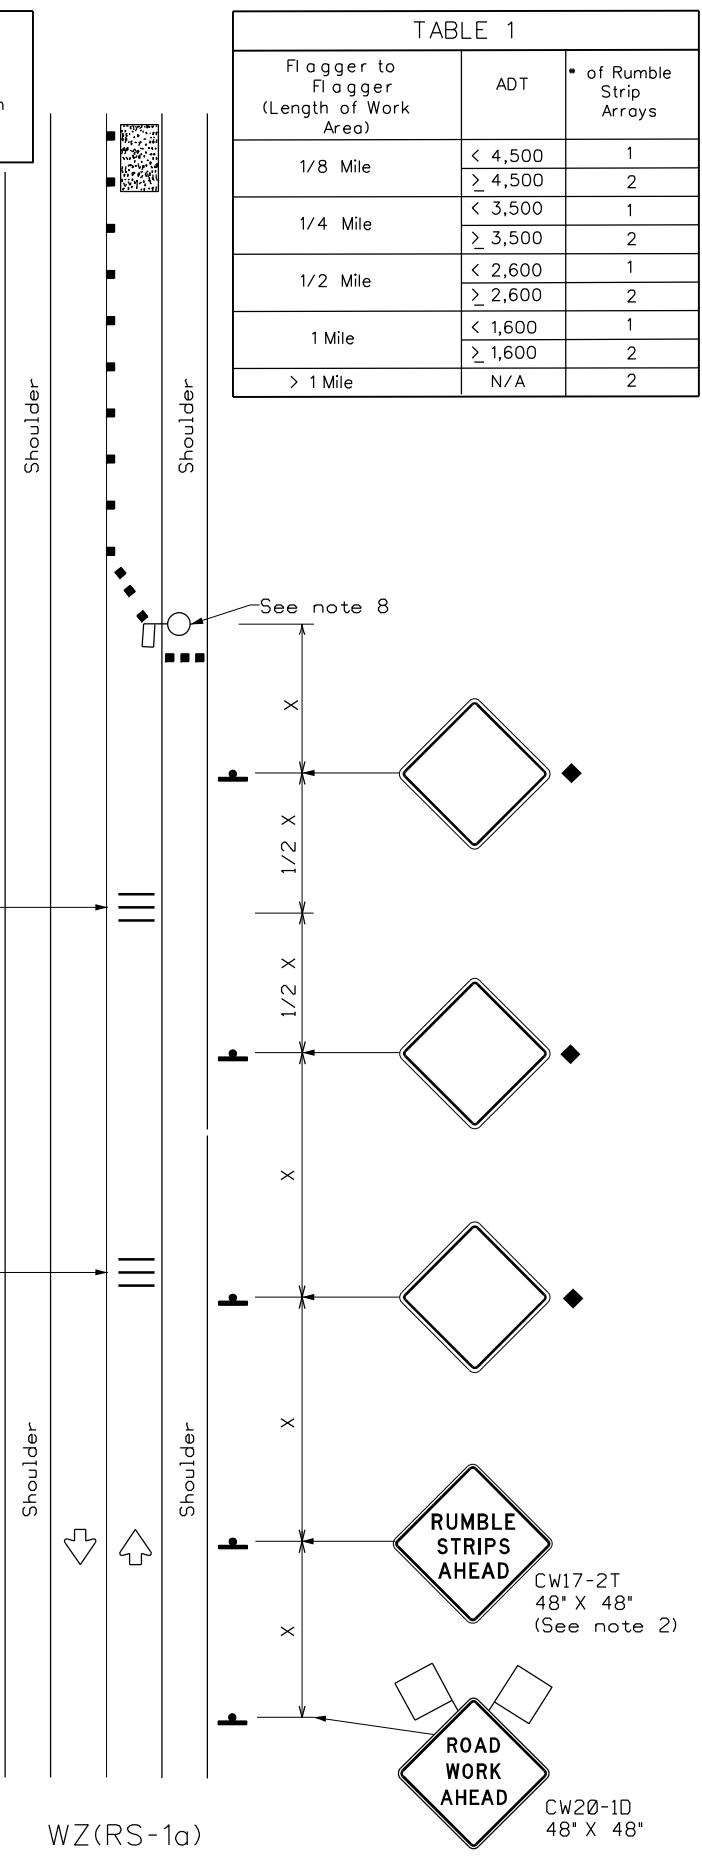 n
TABLE 1
Flagger to
Flagger
(Length of Work
Area)
ADT
* of Rumble
Strip
Arrays
1/8 Mile
< 4,500
1
≥ 4,500
2
1/4 Mile
< 3,500
1
≥ 3,500
2
1/2 Mile
< 2,600
1
≥ 2,600
2
1 Mile
< 1,600
1
≥ 1,600
2
> 1 Mile
N/A
2
Shoulder
Shoulder
See note 8
X
1/2 X
1/2 X
X
X
Shoulder
Shoulder
RUMBLE
STRIPS
AHEAD
CW17-2T
48" X 48"
(See note 2)
X
ROAD
WORK
AHEAD
CW20-1D
48" X 48"
WZ(RS-1a)